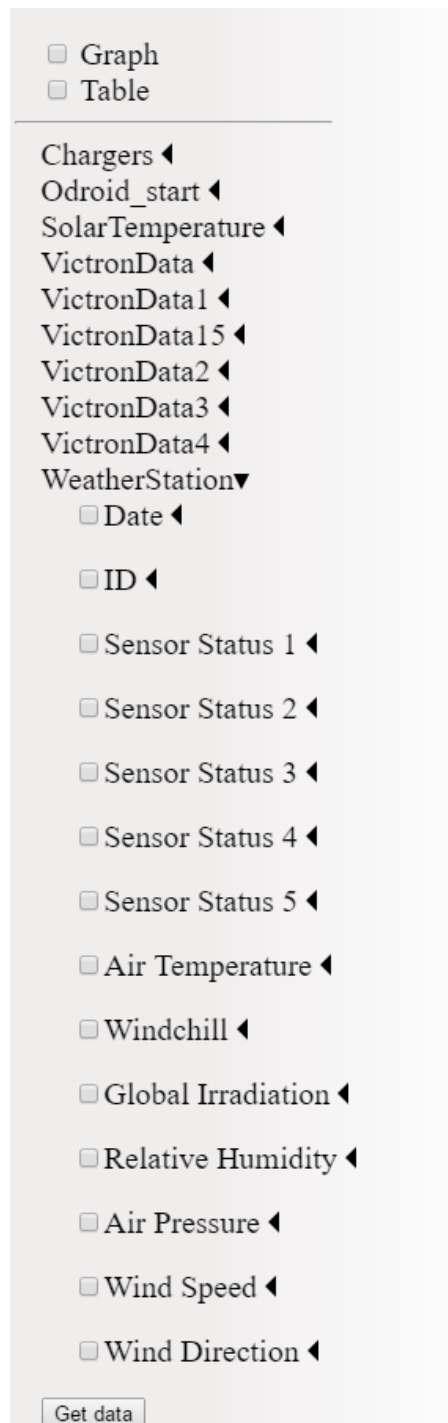 Graph
Table
Chargers
Odroid_start
SolarTemperature
VictronData
VictronData1
VictronData15
VictronData2
VictronData3
VictronData4
WeatherStation
Date
ID
Sensor Status 1
Sensor Status 2
Sensor Status 3
Sensor Status 4
Sensor Status 5
Air Temperature
Windchill
Global Irradiation
Relative Humidity
Air Pressure
Wind Speed
Wind Direction
Get data